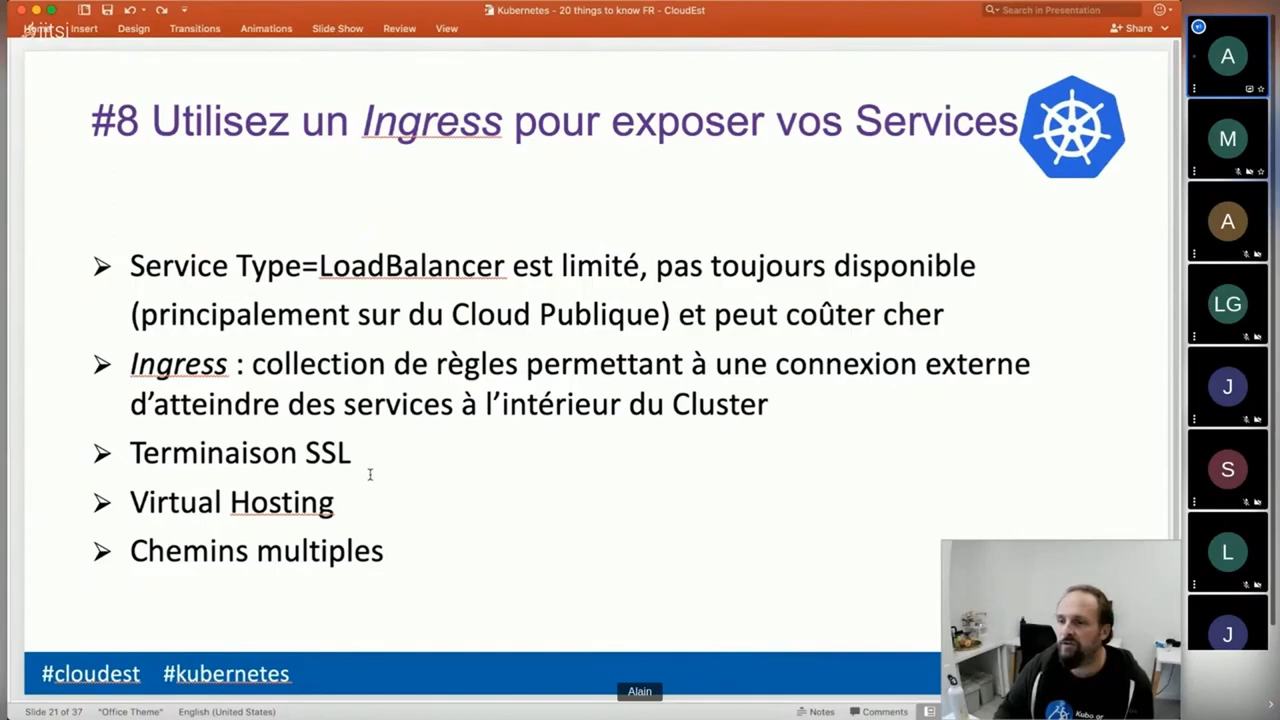 Kubernetes - 20 things to know FR - CloudEst
Search in Presentation
jitsi
Insert Design Transitions Animations Slide Show Review View
Share
#8 Utilisez un Ingress pour exposer vos Services
Service Type=LoadBalancer est limité, pas toujours disponible
(principalement sur du Cloud Publique) et peut coûter cher
Ingress : collection de règles permettant à une connexion externe
d’atteindre des services à l’intérieur du Cluster
Terminaison SSL
Virtual Hosting
Chemins multiples
#cloudest #kubernetes
Alain
Slide 21 of 37 "Office Theme" English (United States)
Notes Comments
A
M
A
LG
J
S
L
J